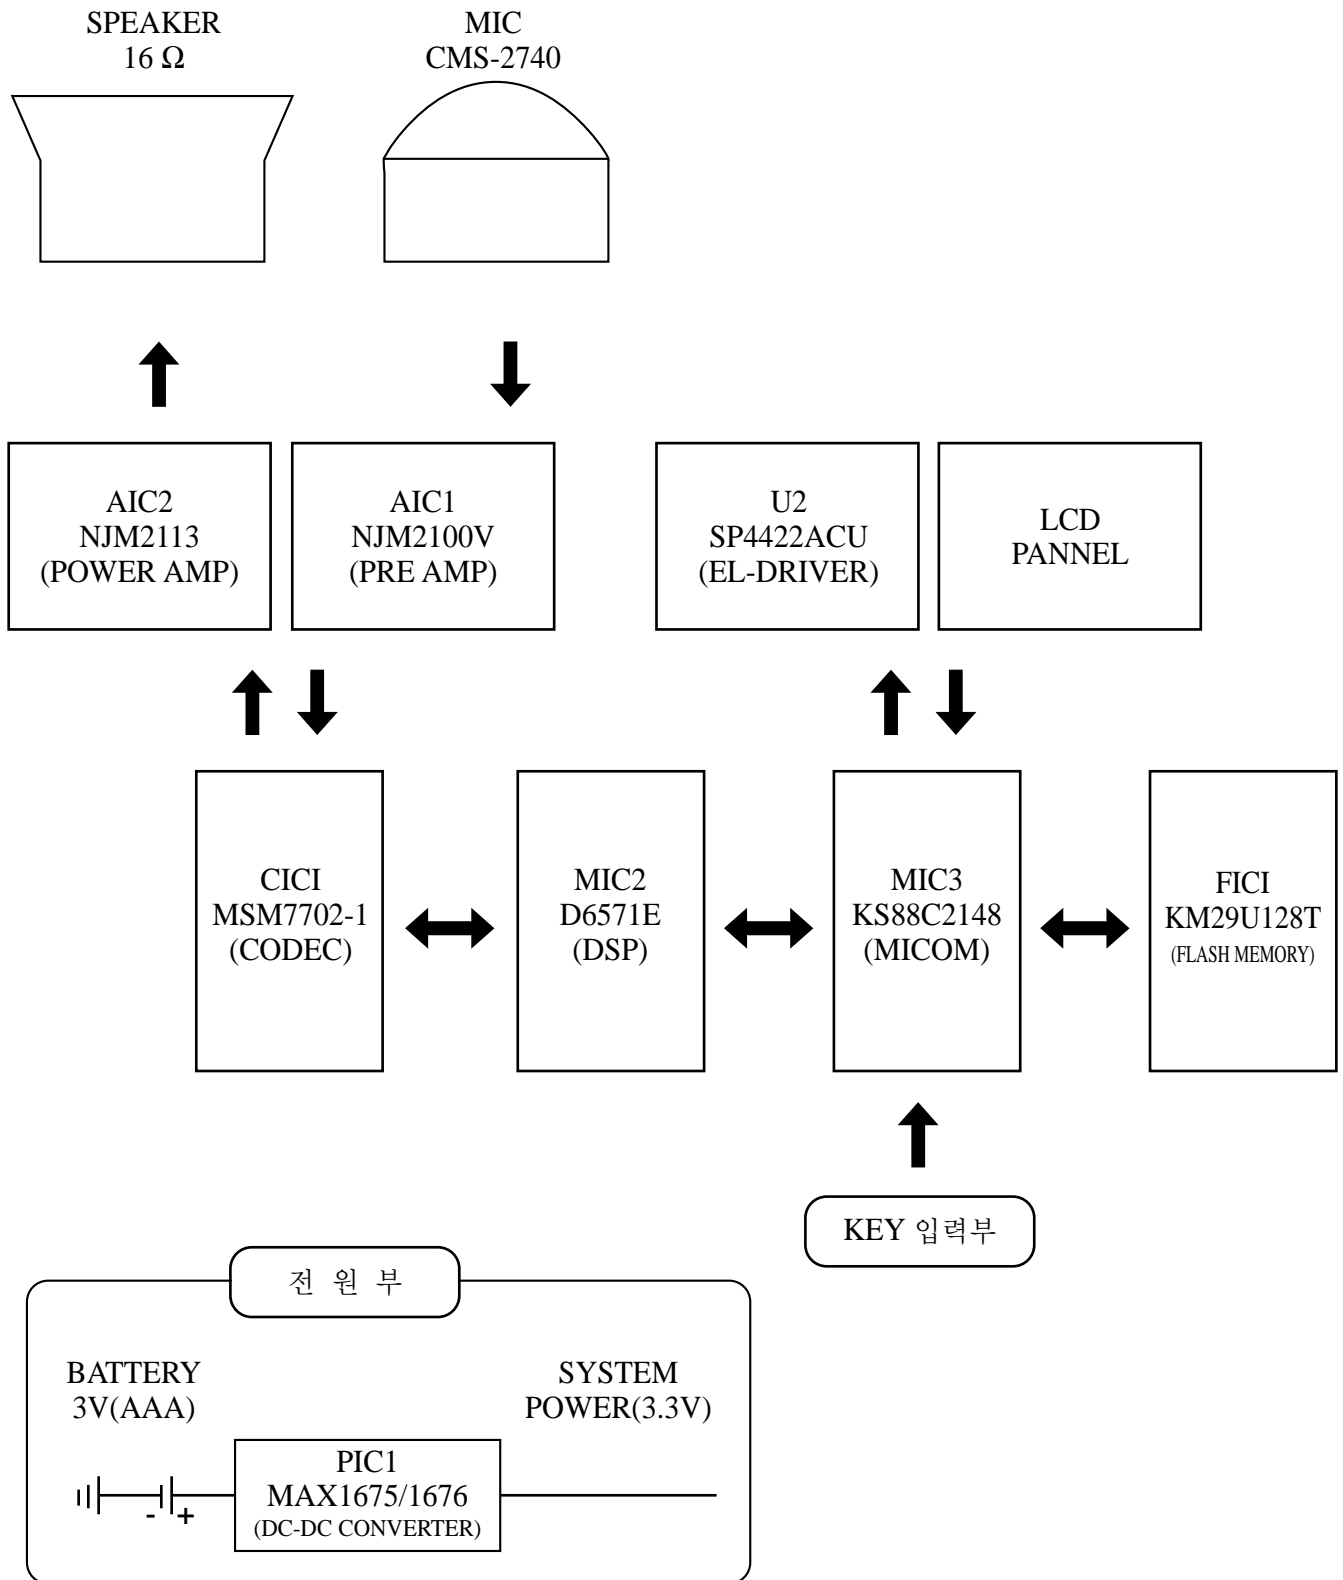 SPEAKER
16 Ω
MIC
CMS-2740
AIC2
NJM2113
(POWER AMP)
AIC1
NJM2100V
(PRE AMP)
U2
SP4422ACU
(EL-DRIVER)
LCD
PANNEL
CICI
MSM7702-1
(CODEC)
MIC2
D6571E
(DSP)
MIC3
KS88C2148
(MICOM)
FICI
KM29U128T
(FLASH MEMORY)
KEY 입력부
전 원 부
BATTERY
3V(AAA)
SYSTEM
POWER(3.3V)
PIC1
MAX1675/1676
(DC-DC CONVERTER)
- +